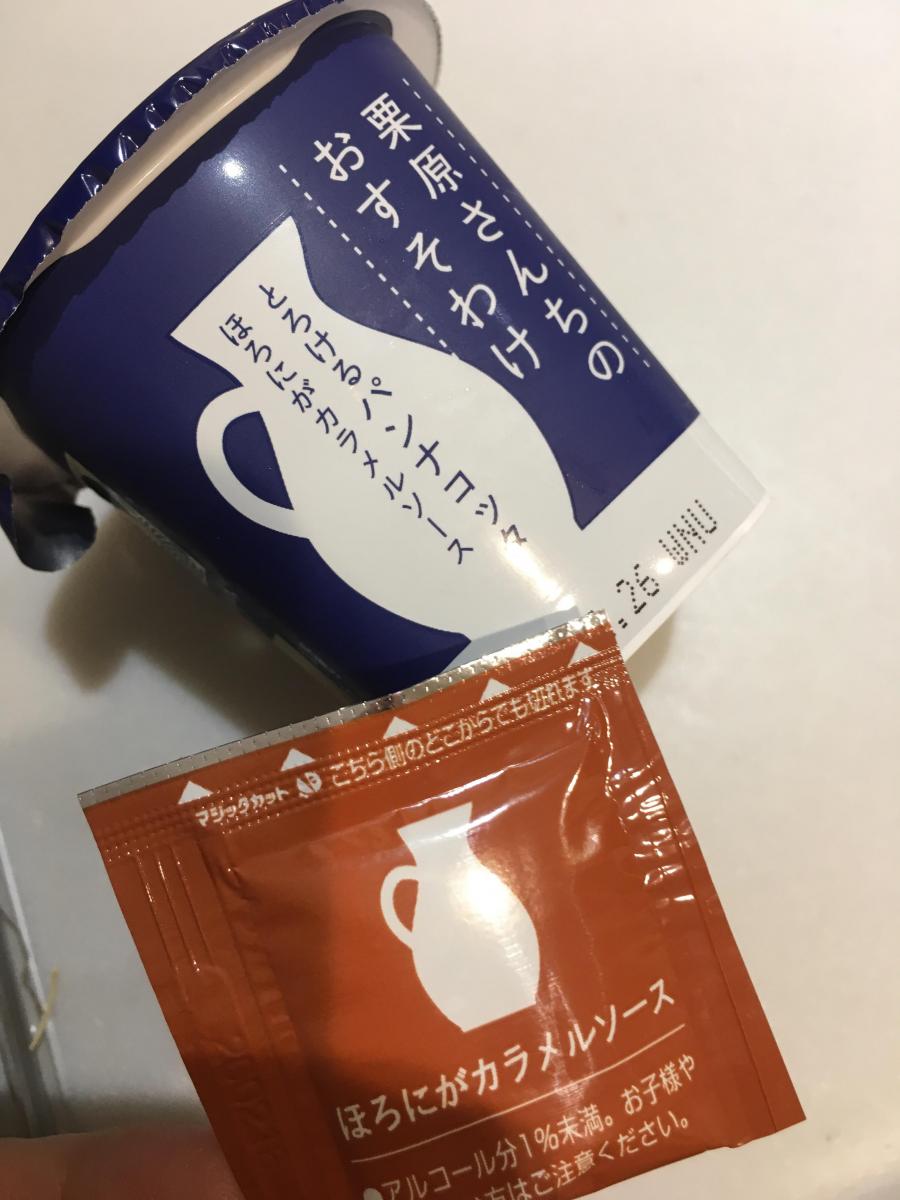 栗原さんちの
おすそわけ
とろけるパンナコッタ
ほろにがカラメルソース
.26 UNU
マジックカット こちら側のどこからでも切れます。
ほろにがカラメルソース
●アルコール分1%未満。お子様や
方はご注意ください。